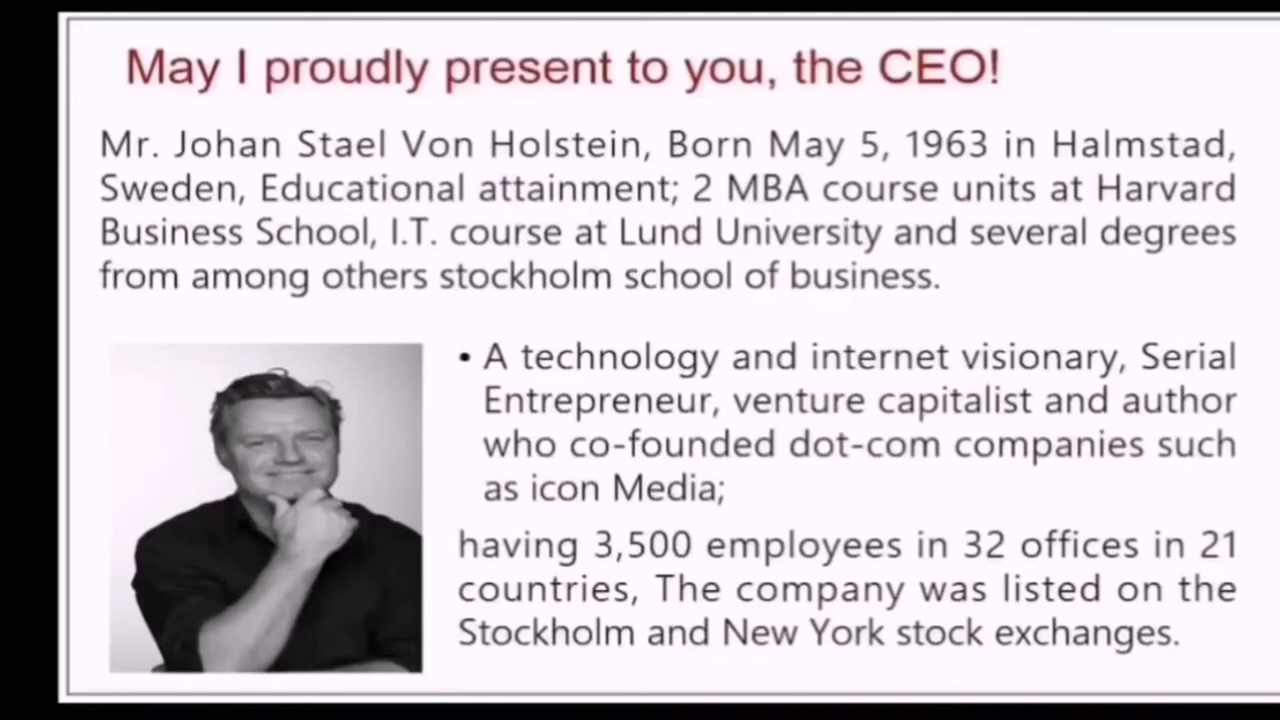 May I proudly present to you, the CEO!
Mr. Johan Stael Von Holstein, Born May 5, 1963 in Halmstad,
Sweden, Educational attainment; 2 MBA course units at Harvard
Business School, I.T. course at Lund University and several degrees
from among others stockholm school of business.
• A technology and internet visionary, Serial
Entrepreneur, venture capitalist and author
who co-founded dot-com companies such
as icon Media;
having 3,500 employees in 32 offices in 21
countries, The company was listed on the
Stockholm and New York stock exchanges.